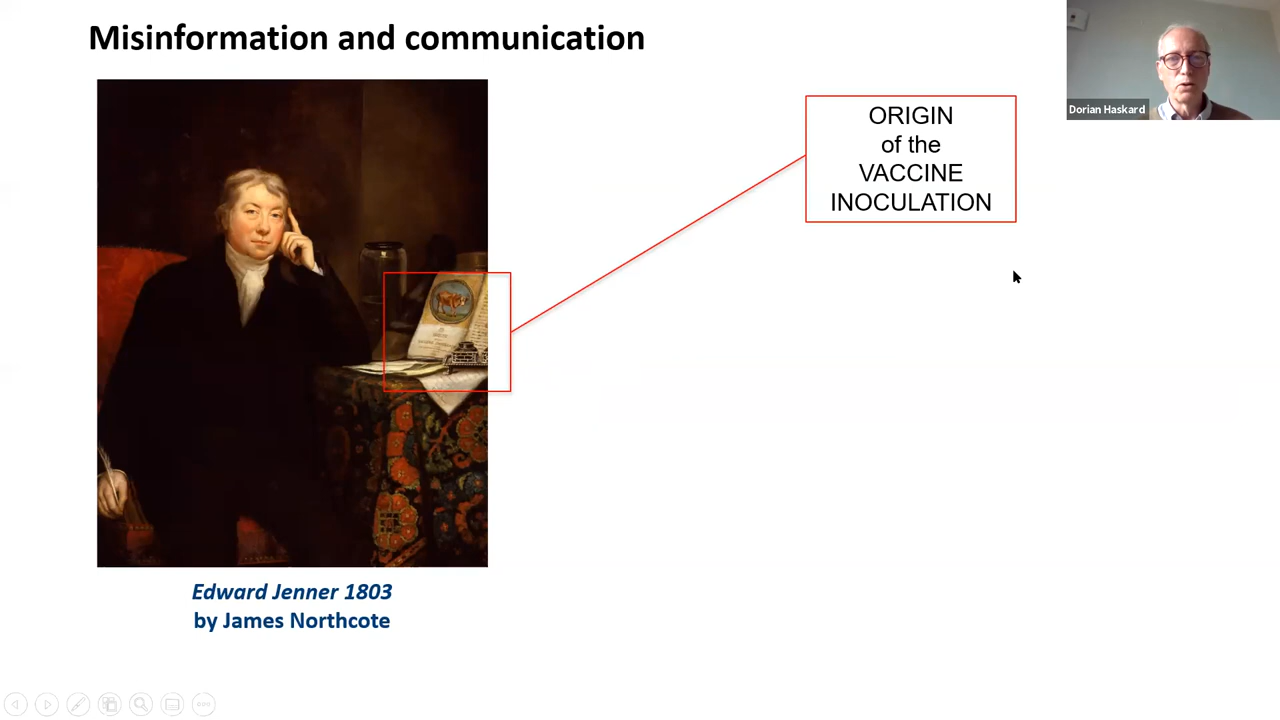 Misinformation and communication
Dorian Haskard
ORIGIN
of the
VACCINE
INOCULATION
Edward Jenner 1803
by James Northcote